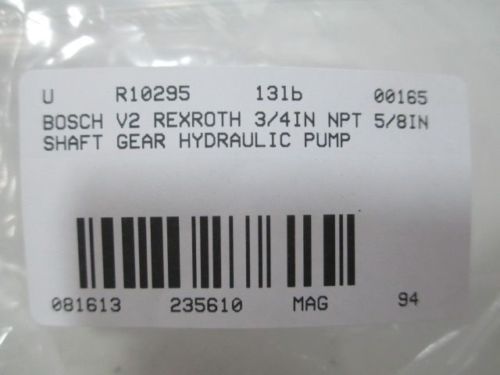 U R10295 13lb 00165
BOSCH V2 REXROTH 3/4IN NPT 5/8IN
SHAFT GEAR HYDRAULIC PUMP
081613 235610 MAG 94